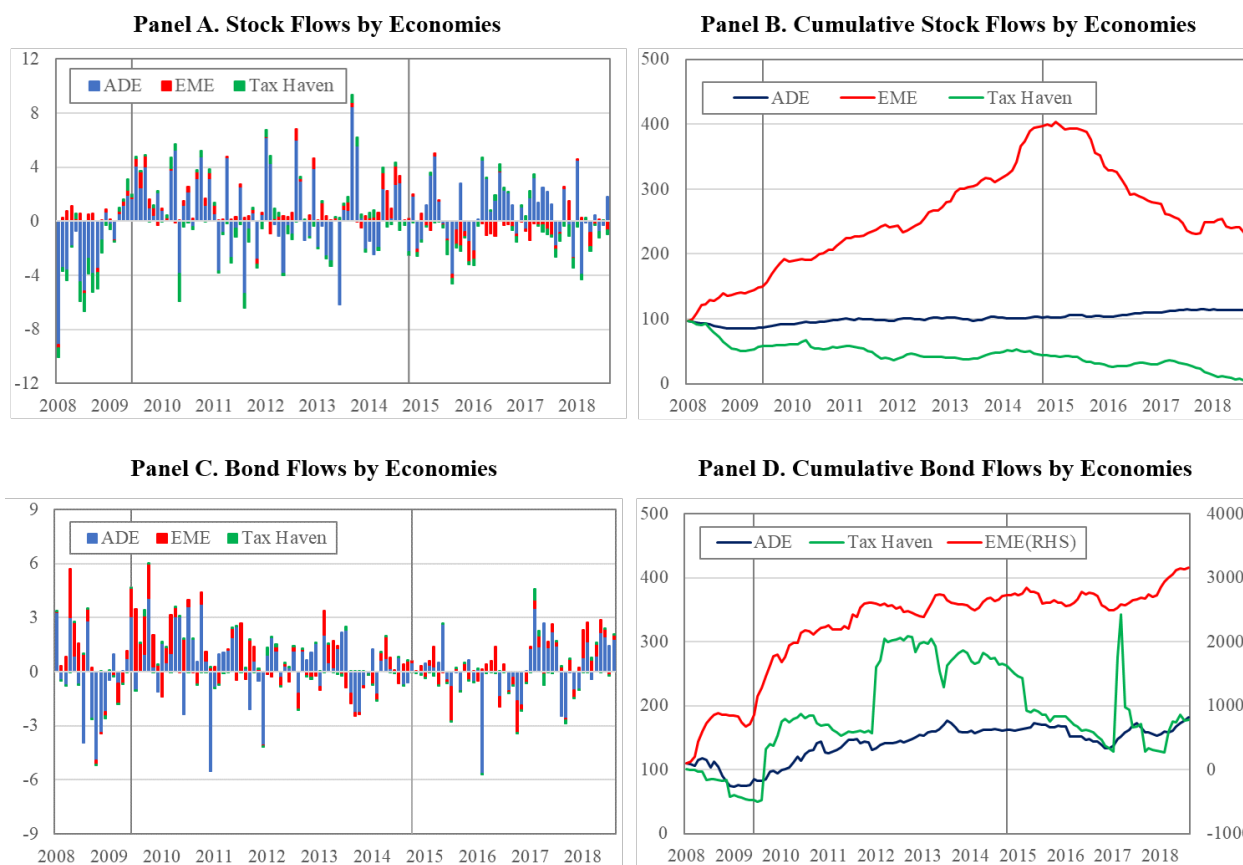 Panel A. Stock Flows by Economies
12
8
4
0
-4
-8
-12
ADE EME Tax Haven
2008 2009 2010 2011 2012 2013 2014 2015 2016 2017 2018
Panel B. Cumulative Stock Flows by Economies
500
400
300
200
100
0
ADE EME Tax Haven
2008 2009 2010 2011 2012 2013 2014 2015 2016 2017 2018
Panel C. Bond Flows by Economies
9
6
3
0
-3
-6
-9
ADE EME Tax Haven
2008 2009 2010 2011 2012 2013 2014 2015 2016 2017 2018
Panel D. Cumulative Bond Flows by Economies
500
400
300
200
100
0
ADE Tax Haven EME(RHS)
4000
3000
2000
1000
0
-1000
2008 2009 2010 2011 2012 2013 2014 2015 2016 2017 2018